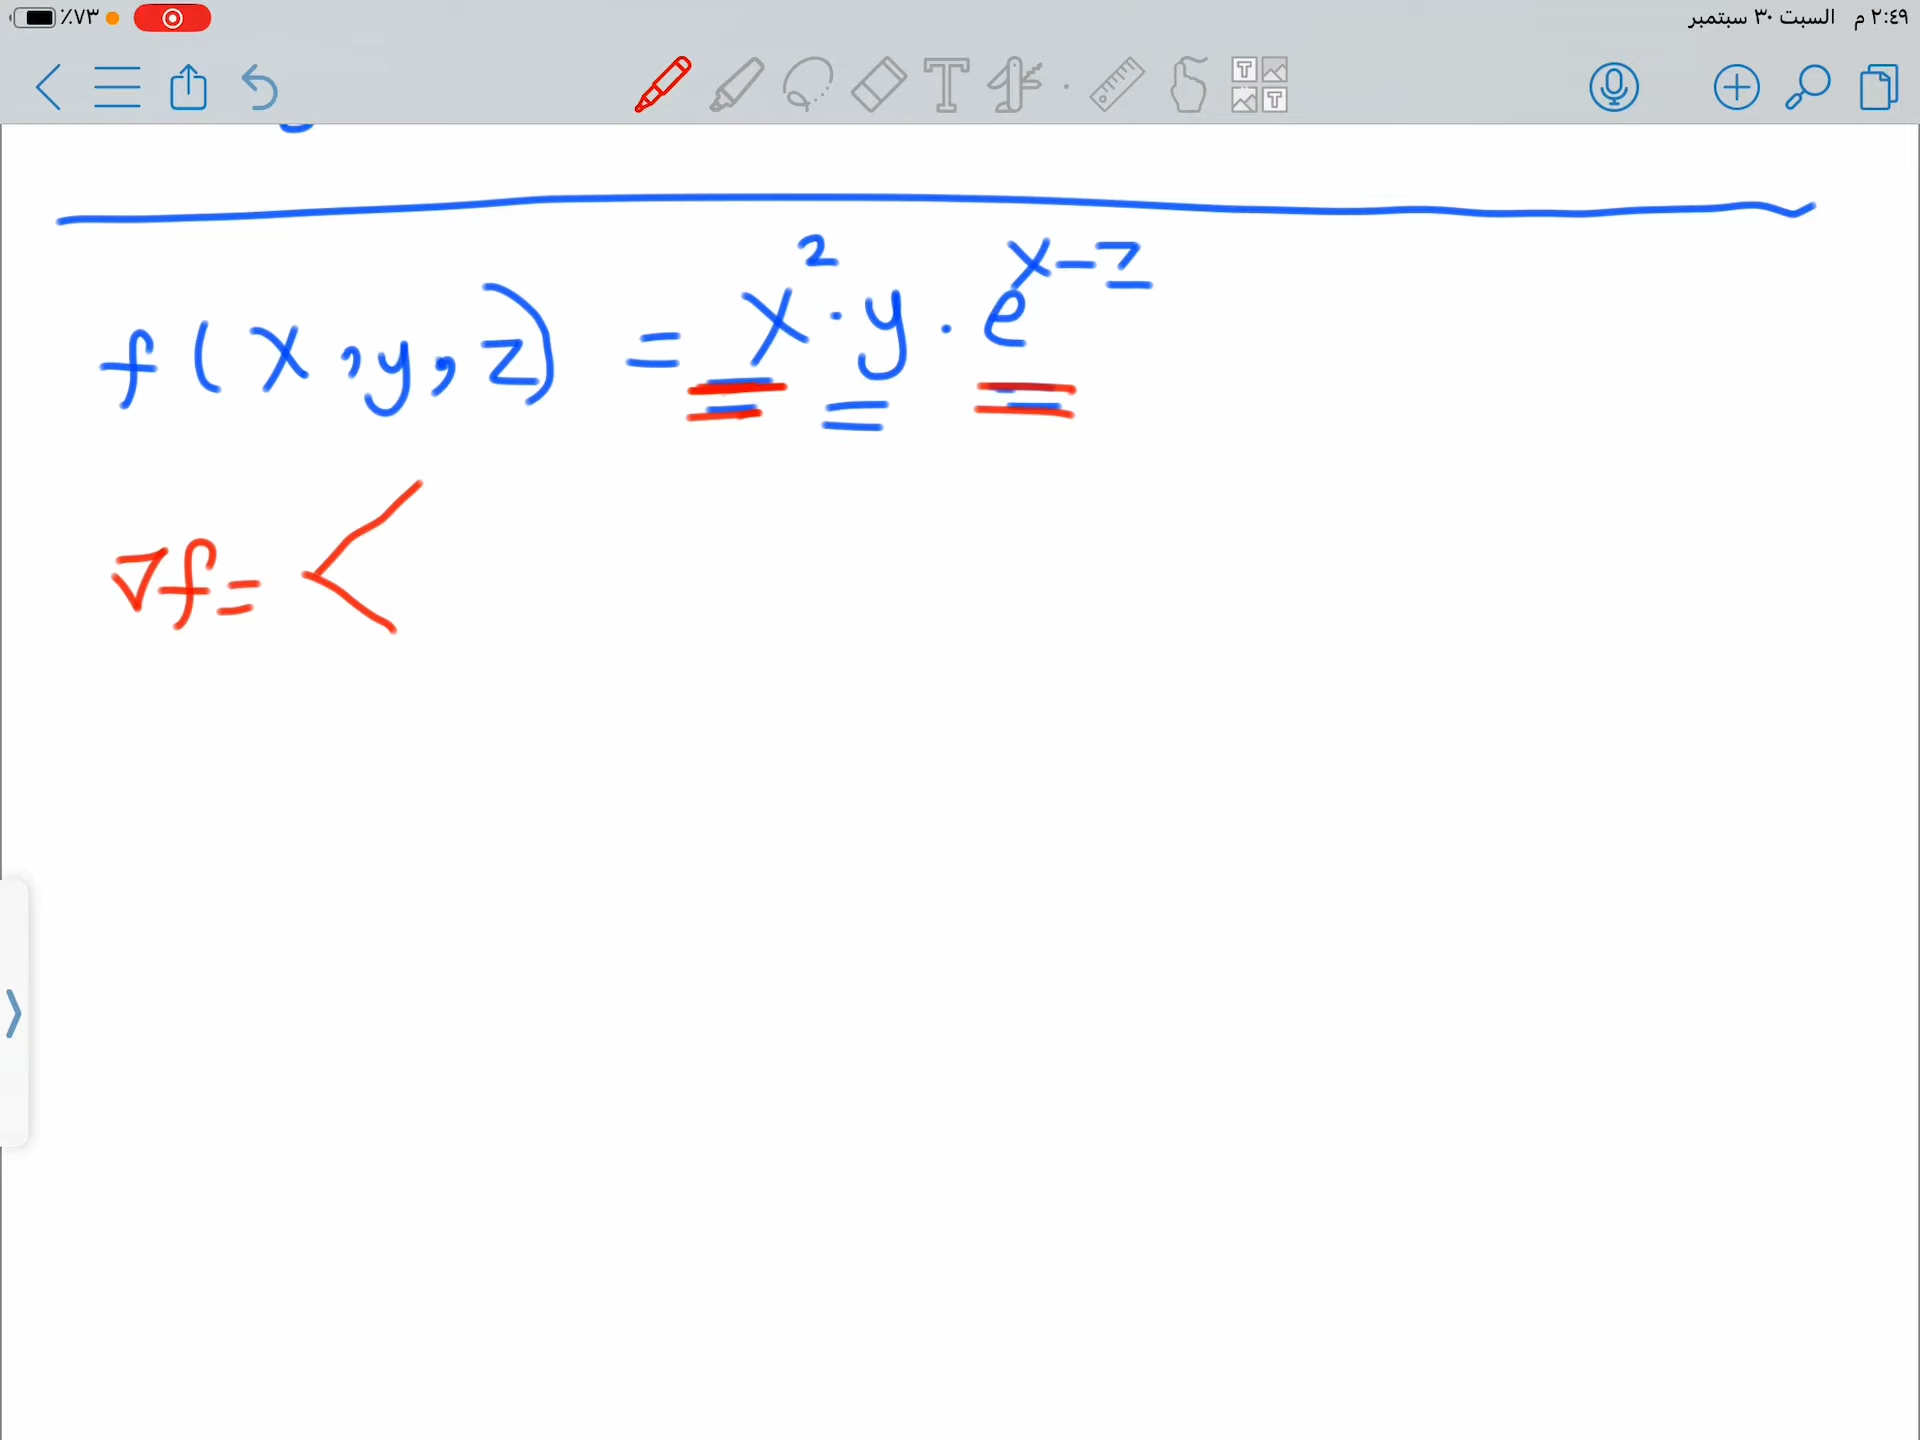 ٪٧٣ السبت ٣٠ سبتمبر ٢:٤٩ م
f(x,y,z) = x²·y·e^{x-z}
∇f= <